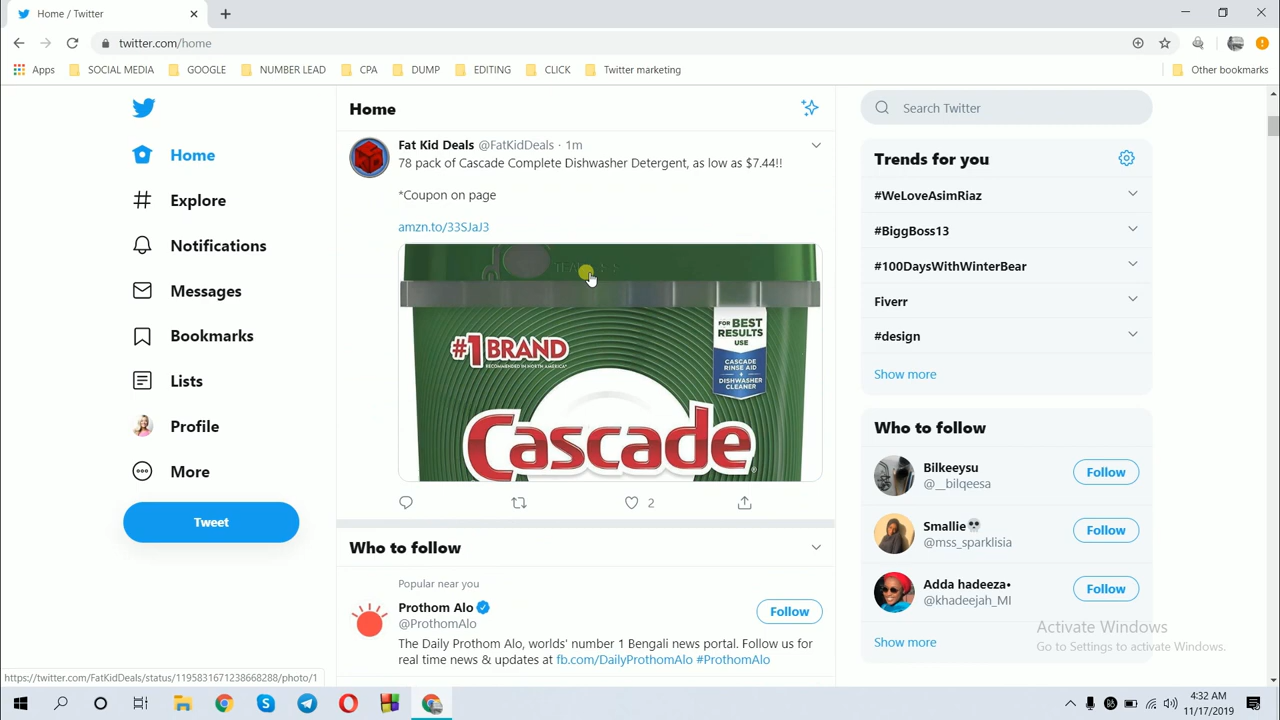 Home / Twitter
twitter.com/home
Apps
SOCIAL MEDIA
GOOGLE
NUMBER LEAD
CPA
DUMP
EDITING
CLICK
Twitter marketing
Other bookmarks
Home
Explore
Notifications
Messages
Bookmarks
Lists
Profile
More
Tweet
Home
Fat Kid Deals @FatKidDeals · 1m
78 pack of Cascade Complete Dishwasher Detergent, as low as $7.44!!
*Coupon on page
amzn.to/33SJaJ3
#1 BRAND
RECOMMENDED IN NORTH AMERICA*
FOR BEST
RESULTS
USE
CASCADE
RINSE AID
+
DISHWASHER
CLEANER
Cascade
2
Who to follow
Popular near you
Prothom Alo
@ProthomAlo
Follow
The Daily Prothom Alo, worlds' number 1 Bengali news portal. Follow us for
real time news & updates at fb.com/DailyProthomAlo #ProthomAlo
Search Twitter
Trends for you
#WeLoveAsimRiaz
#BiggBoss13
#100DaysWithWinterBear
Fiverr
#design
Show more
Who to follow
Bilkeeysu
@__bilqeesa
Follow
Smallie💀
@mss_sparklisia
Follow
Adda hadeeza•
@khadeejah_MI
Follow
Show more
Activate Windows
Go to Settings to activate Windows.
https://twitter.com/FatKidDeals/status/1195831671238668288/photo/1
4:32 AM
11/17/2019